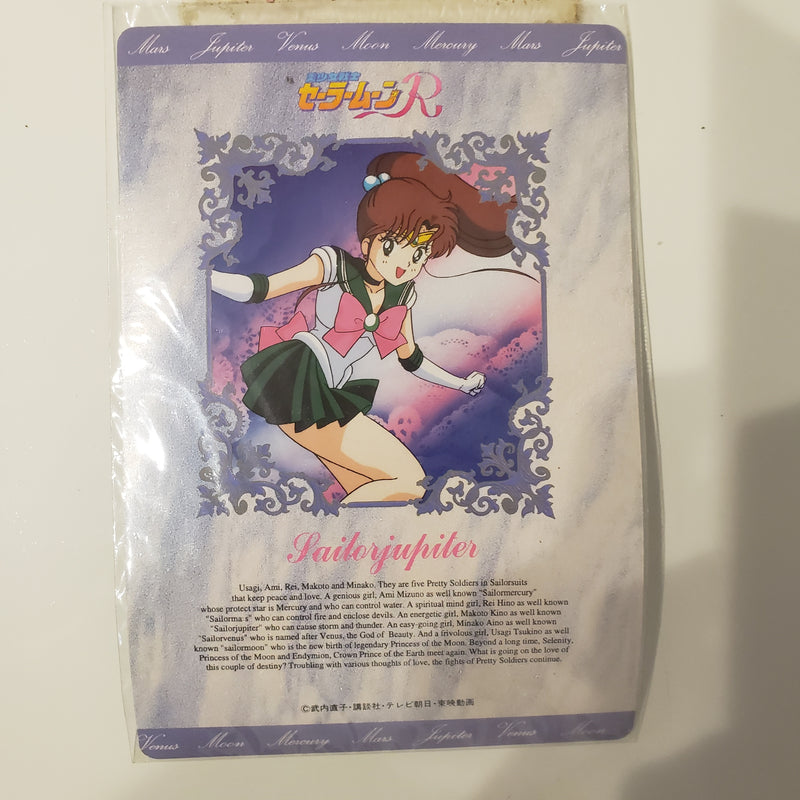 Mars Jupiter Venus Moon Mercury Mars Jupiter
美少女戦士
セーラームーンR
Sailorjupiter
Usagi, Ami, Rei, Makoto and Minako. They are five Pretty Soldiers in Sailorsuits
that keep peace and love. A genious girl, Ami Mizuno as well known "Sailormercury"
whose protect star is Mercury and who can control water. A spiritual mind girl, Rei Hino as well known
"Sailorma s" who can control fire and enclose devils. An energetic girl, Makoto Kino as well known
"Sailorjupiter" who can cause storm and thunder. An easy-going girl, Minako Aino as well known
"Sailorvenus" who is named after Venus, the God of Beauty. And a frivolous girl, Usagi Tsukino as well
known "sailormoon" who is the new birth of legendary Princess of the Moon. Beyond a long time, Selenity,
Princess of the Moon and Endymion, Crown Prince of the Earth meet again. What is going on the love of
this couple of destiny? Troubling with various thoughts of love, the fights of Pretty Soldiers continue.
©武内直子・講談社・テレビ朝日・東映動画
Venus Moon Mercury Mars Jupiter Venus Moon